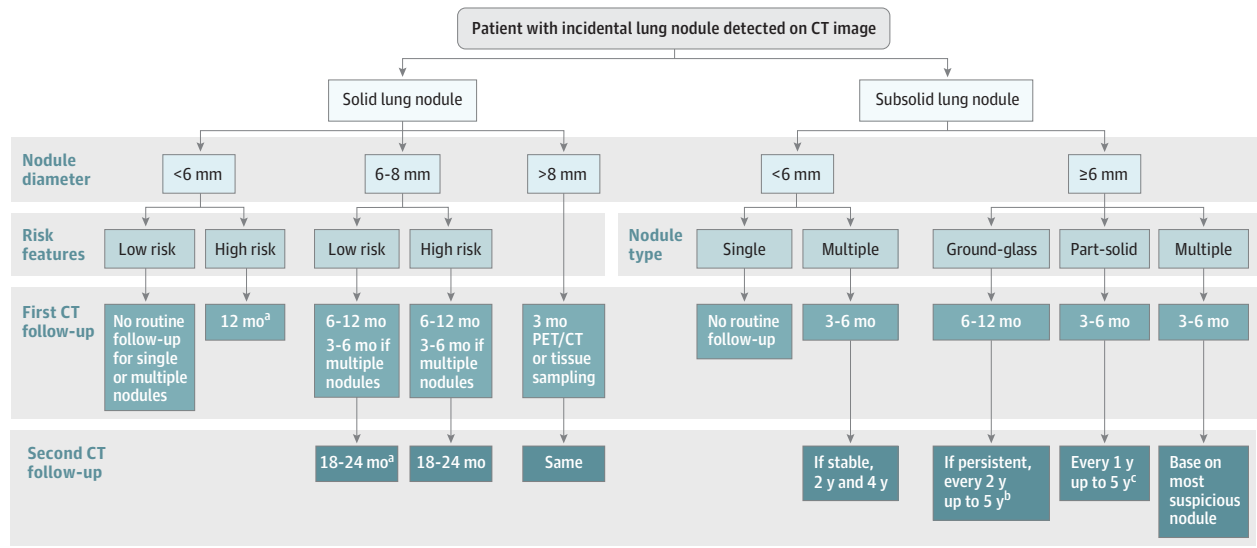 Patient with incidental lung nodule detected on CT image
Solid lung nodule
Subsolid lung nodule
Nodule
diameter
<6 mm
6-8 mm
>8 mm
<6 mm
≥6 mm
Risk
features
Low risk
High risk
Low risk
High risk
Nodule
type
Single
Multiple
Ground-glass
Part-solid
Multiple
First CT
follow-up
No routine
follow-up
for single
or multiple
nodules
12 moᵃ
6-12 mo
3-6 mo if
multiple
nodules
6-12 mo
3-6 mo if
multiple
nodules
3 mo
PET/CT
or tissue
sampling
No routine
follow-up
3-6 mo
6-12 mo
3-6 mo
3-6 mo
Second CT
follow-up
18-24 moᵃ
18-24 mo
Same
If stable,
2 y and 4 y
If persistent,
every 2 y
up to 5 yᵇ
Every 1 y
up to 5 yᶜ
Base on
most
suspicious
nodule